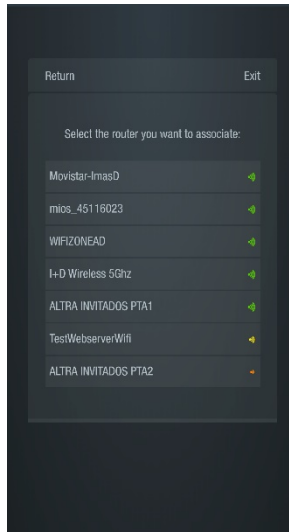 Return Exit
Select the router you want to associate:
Movistar-ImasD
mios_45116023
WIFIZONEAD
I+D Wireless 5Ghz
ALTRA INVITADOS PTA1
TestWebserverWifi
ALTRA INVITADOS PTA2